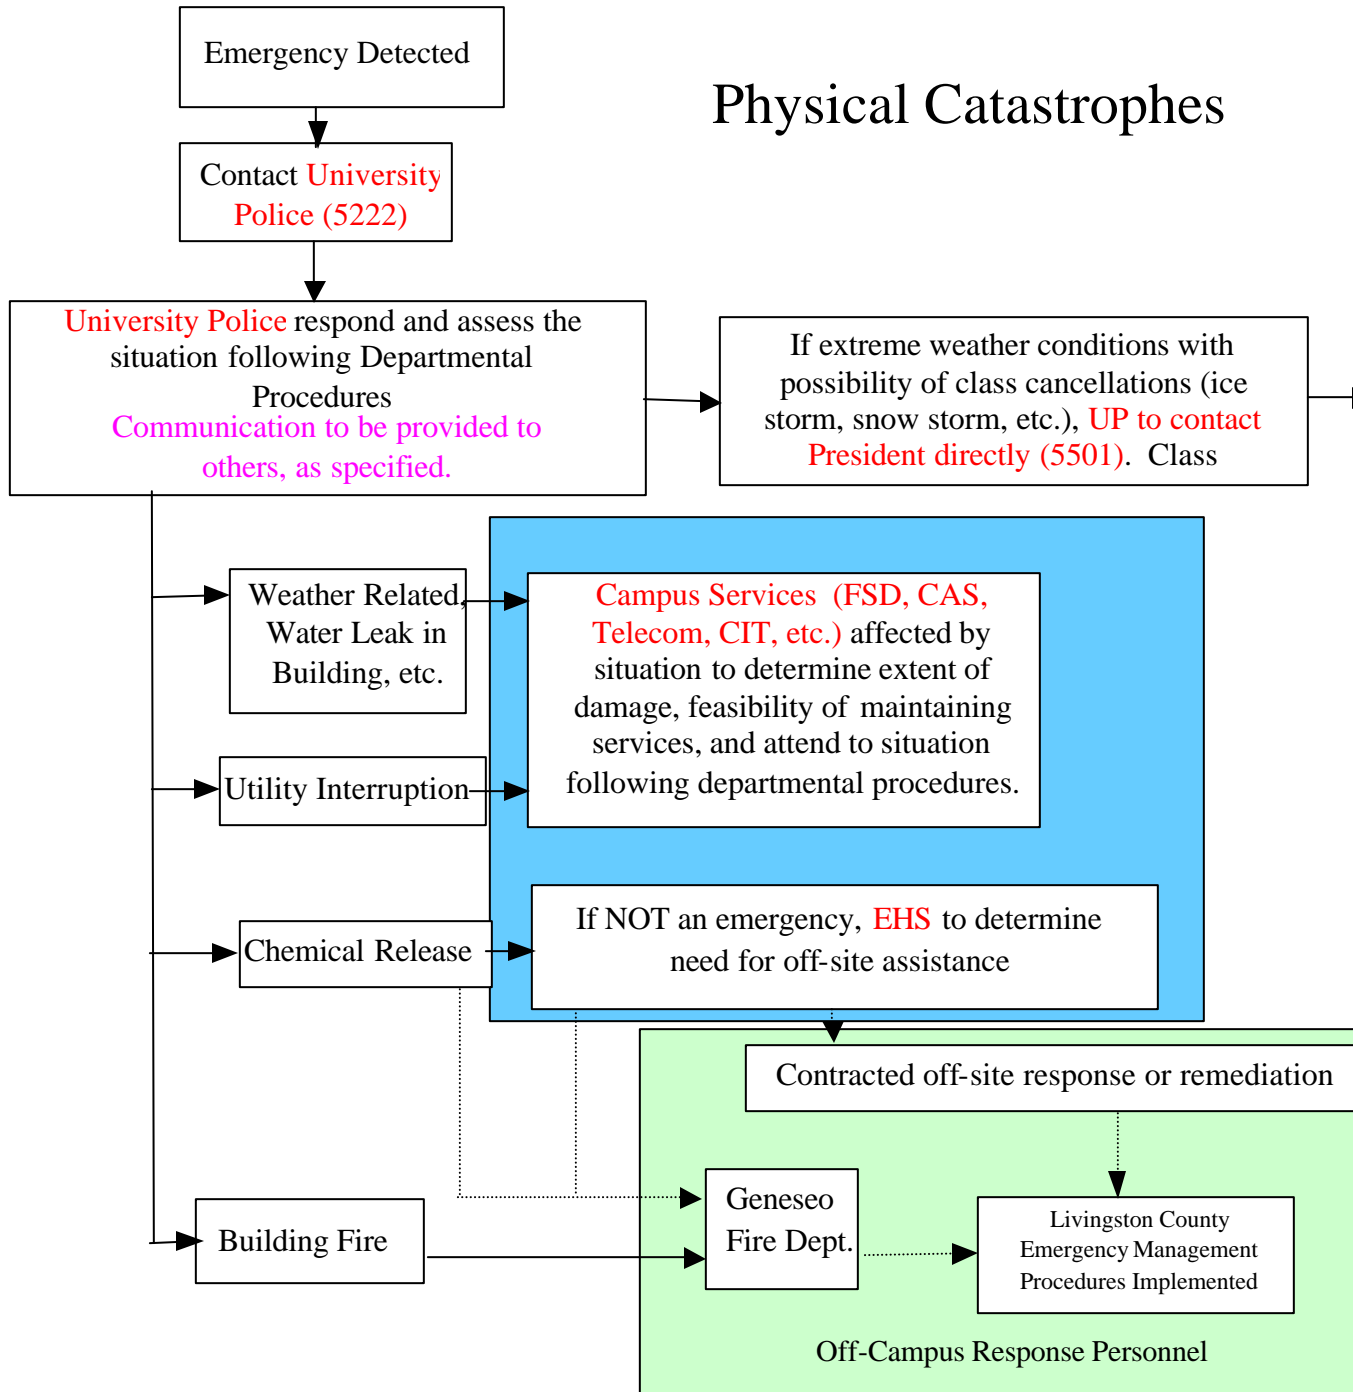 Emergency Detected
Physical Catastrophes
Contact University
Police (5222)
University Police respond and assess the
situation following Departmental
Procedures
Communication to be provided to
others, as specified.
If extreme weather conditions with
possibility of class cancellations (ice
storm, snow storm, etc.), UP to contact
President directly (5501). Class
Weather Related,
Water Leak in
Building, etc.
Campus Services (FSD, CAS,
Telecom, CIT, etc.) affected by
situation to determine extent of
damage, feasibility of maintaining
services, and attend to situation
following departmental procedures.
Utility Interruption
Chemical Release
If NOT an emergency, EHS to determine
need for off-site assistance
Contracted off-site response or remediation
Building Fire
Geneseo
Fire Dept.
Livingston County
Emergency Management
Procedures Implemented
Off-Campus Response Personnel